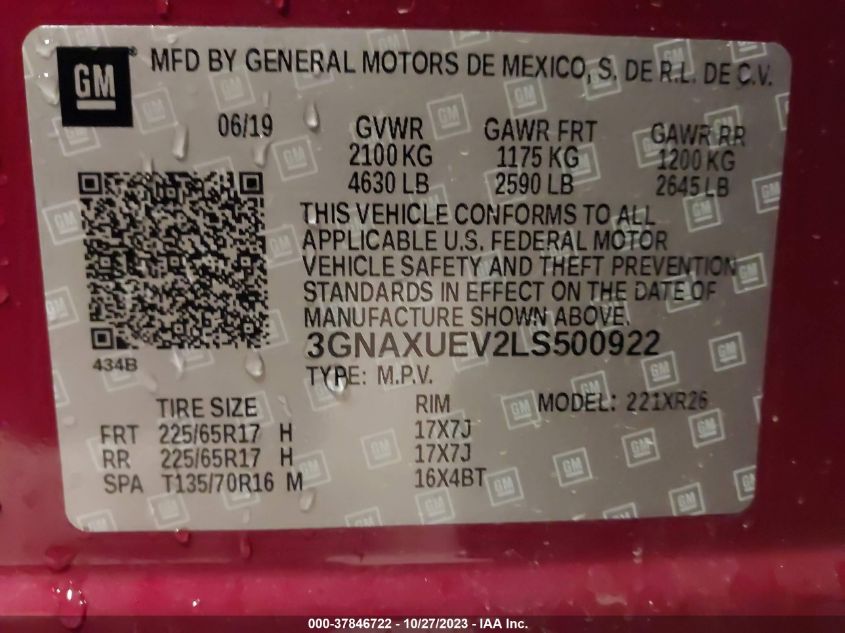 GM MFD BY GENERAL MOTORS DE MEXICO, S. DE R.L. DE C.V.
06/19 GVWR GAWR FRT GAWR RR
2100 KG 1175 KG 1200 KG
4630 LB 2590 LB 2645 LB
THIS VEHICLE CONFORMS TO ALL
APPLICABLE U.S. FEDERAL MOTOR
VEHICLE SAFETY AND THEFT PREVENTION
STANDARDS IN EFFECT ON THE DATE OF
MANUFACTURE SHOWN ABOVE.
434B 3GNAXUEV2LS500922
TYPE: M.P.V.
TIRE SIZE RIM MODEL: 221XR26
FRT 225/65R17 H 17X7J
RR 225/65R17 H 17X7J
SPA T135/70R16 M 16X4BT
000-37846722 - 10/27/2023 - IAA Inc.